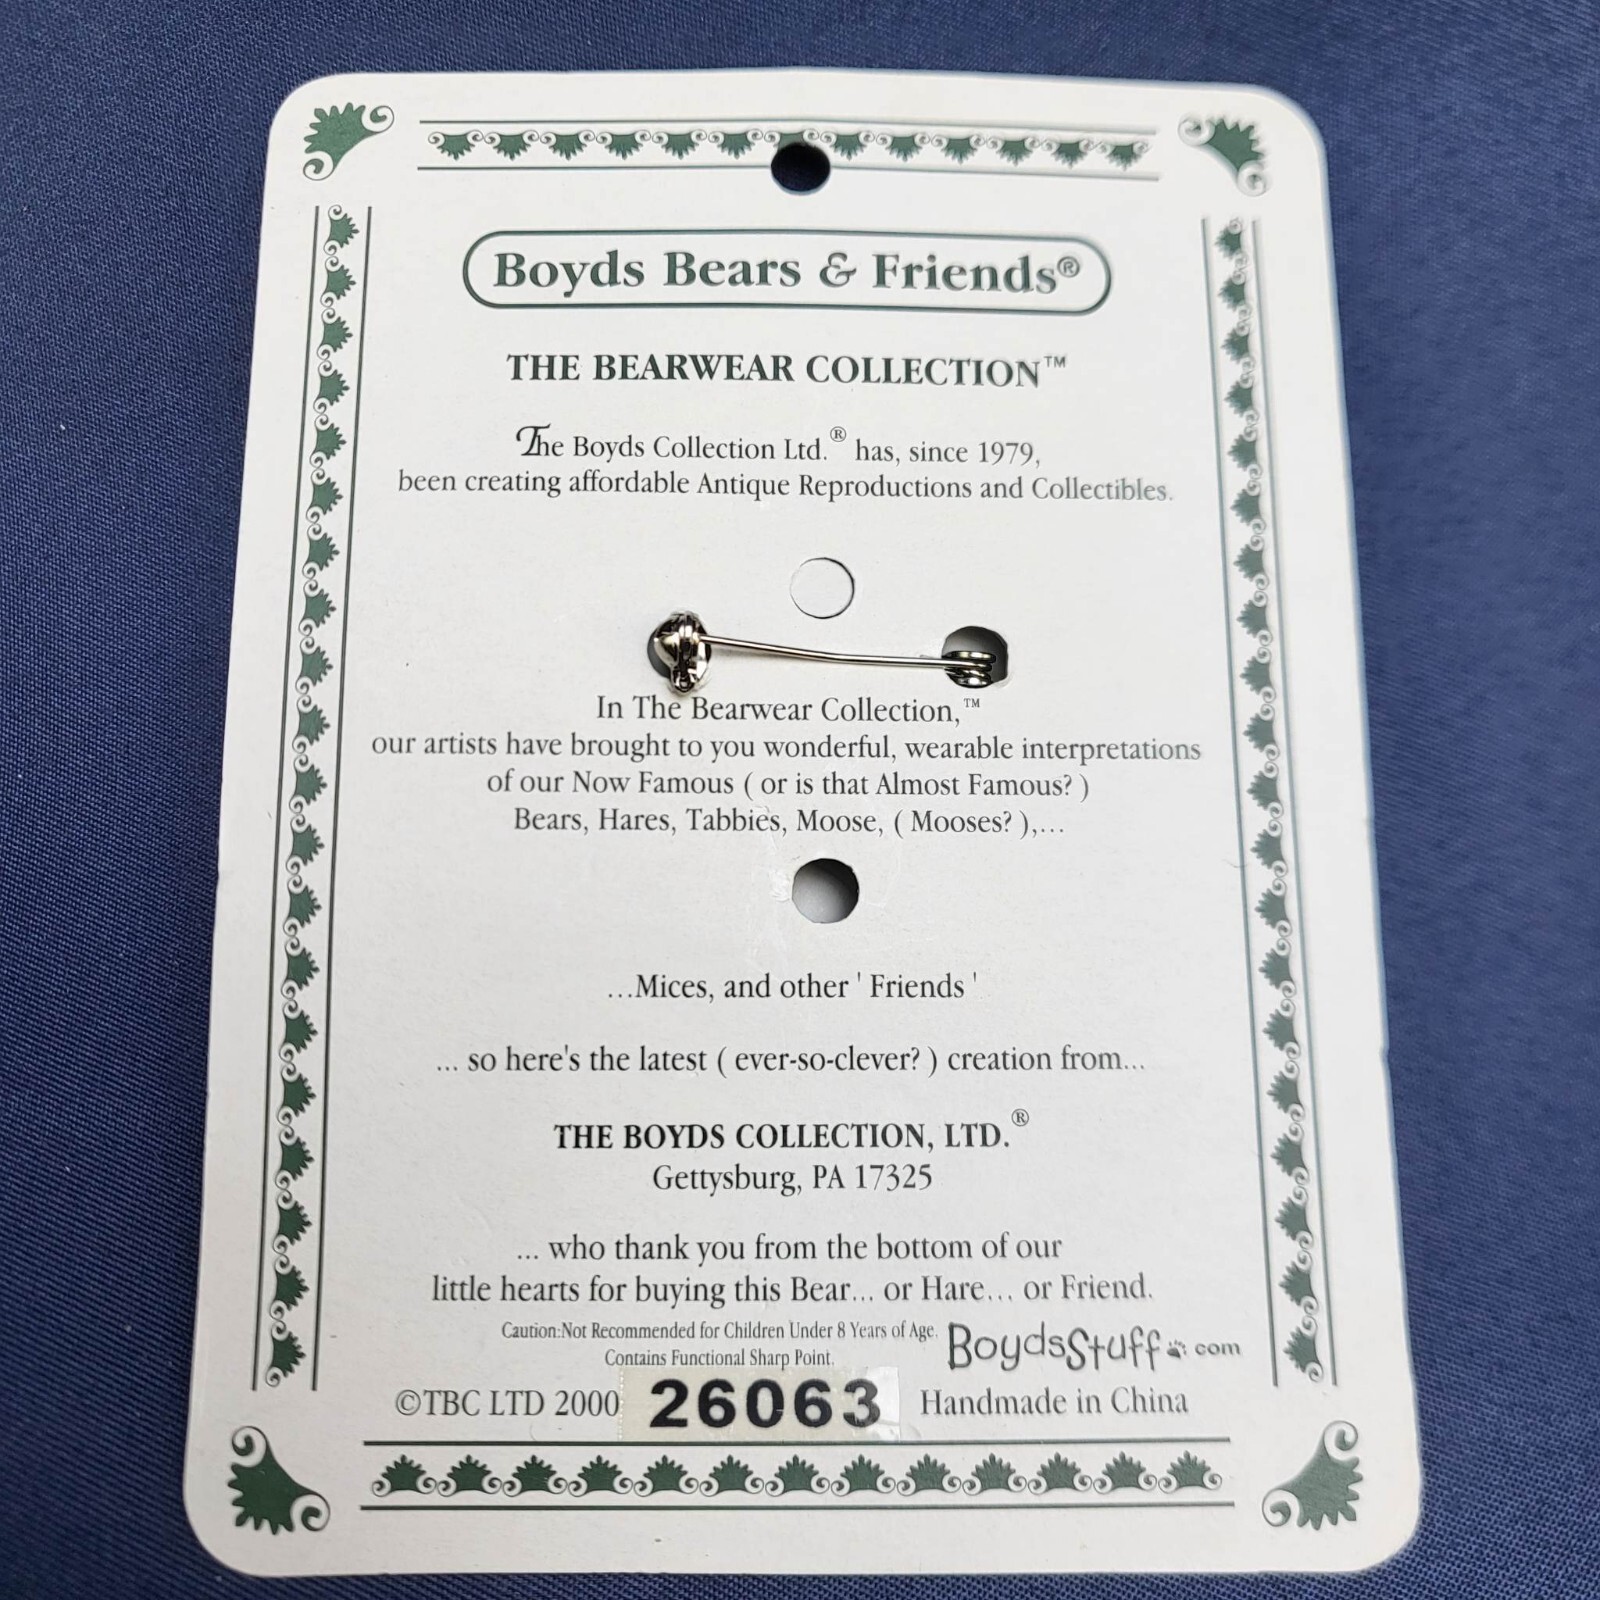 Boyds Bears & Friends®
THE BEARWEAR COLLECTION™
The Boyds Collection Ltd.® has, since 1979,
been creating affordable Antique Reproductions and Collectibles.
In The Bearwear Collection,™
our artists have brought to you wonderful, wearable interpretations
of our Now Famous ( or is that Almost Famous? )
Bears, Hares, Tabbies, Moose, ( Mooses? ),...
...Mices, and other ' Friends '
... so here's the latest ( ever-so-clever? ) creation from...
THE BOYDS COLLECTION, LTD.®
Gettysburg, PA 17325
... who thank you from the bottom of our
little hearts for buying this Bear... or Hare... or Friend.
Caution:Not Recommended for Children Under 8 Years of Age.
Contains Functional Sharp Point.
BoydsStuff.com
©TBC LTD 2000 26063 Handmade in China